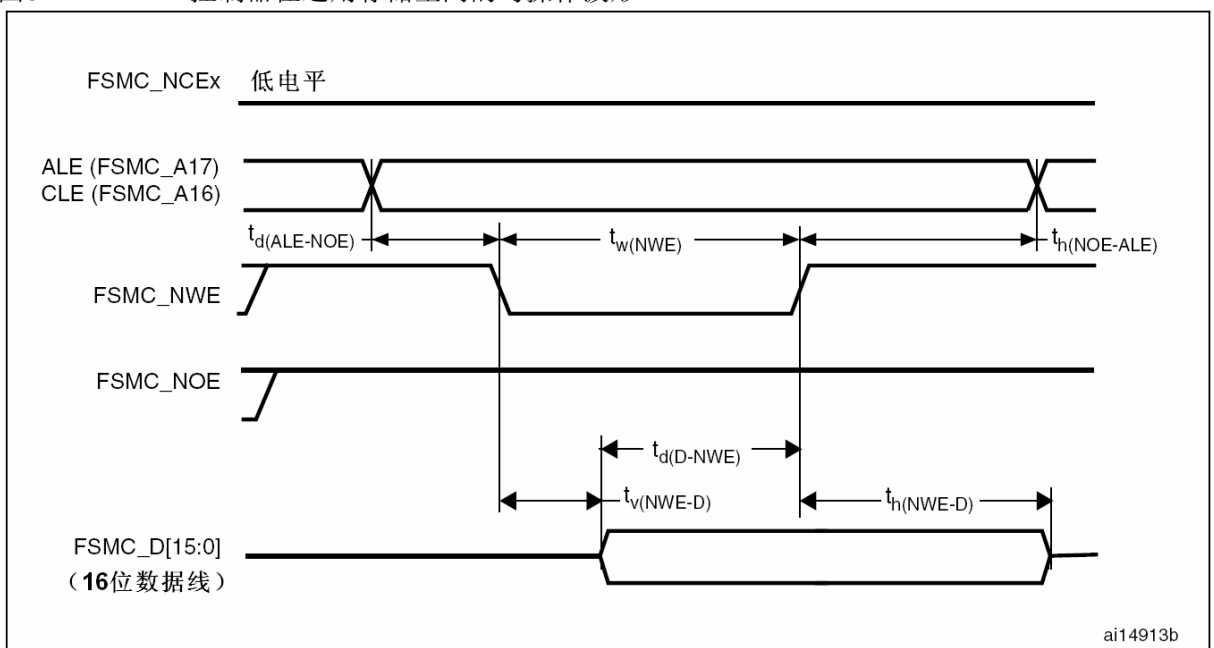 FSMC_NCEx 低电平
ALE (FSMC_A17)
CLE (FSMC_A16)
td(ALE-NOE) tw(NWE) th(NOE-ALE)
FSMC_NWE
FSMC_NOE
td(D-NWE)
tv(NWE-D) th(NWE-D)
FSMC_D[15:0]
（16位数据线）
ai14913b